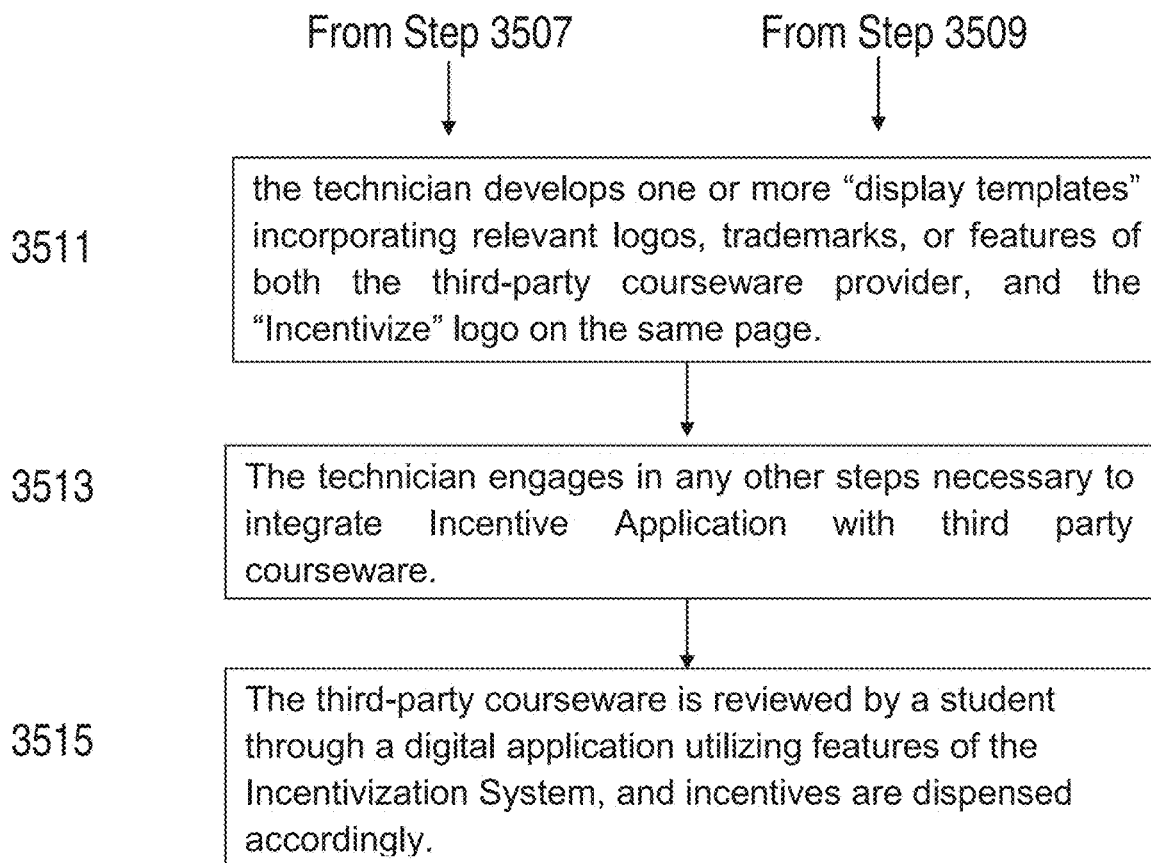 From Step 3507
From Step 3509
3511
the technician develops one or more “display templates”
incorporating relevant logos, trademarks, or features of
both the third-party courseware provider, and the
“Incentivize” logo on the same page.
3513
The technician engages in any other steps necessary to
integrate Incentive Application with third party
courseware.
3515
The third-party courseware is reviewed by a student
through a digital application utilizing features of the
Incentivization System, and incentives are dispensed
accordingly.